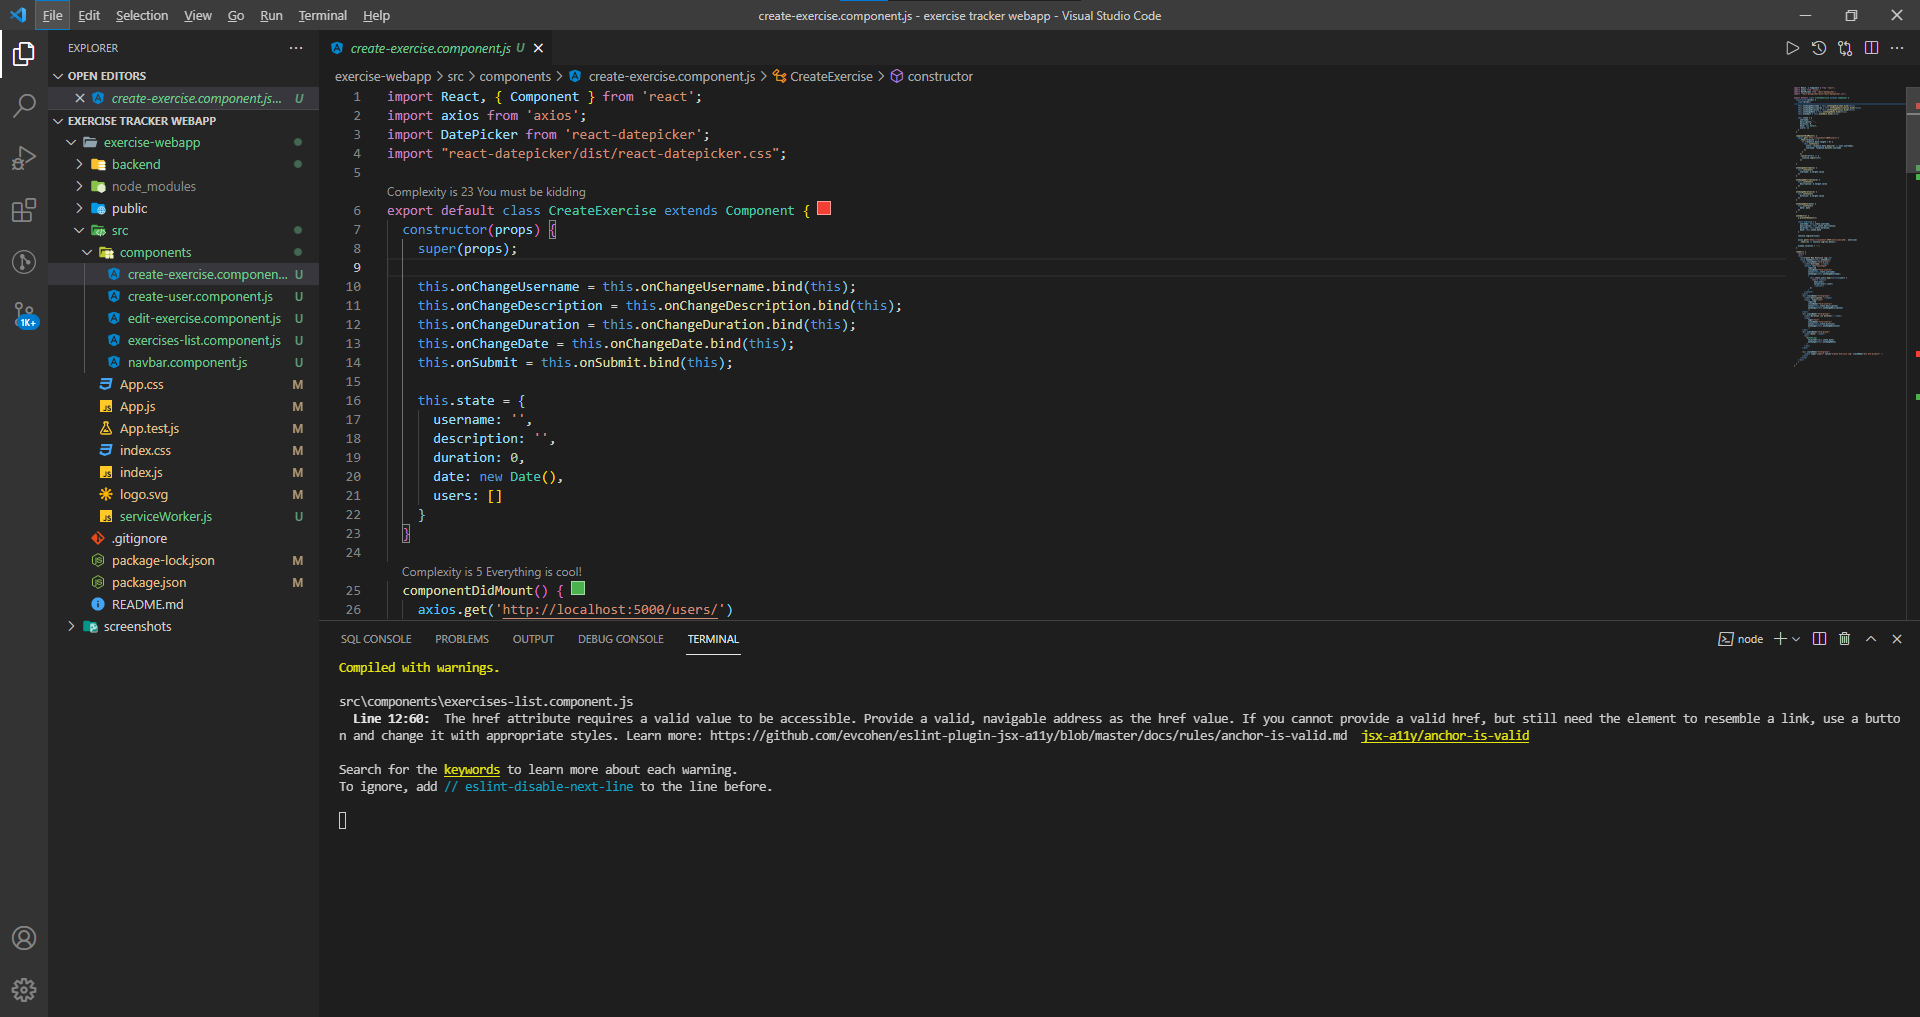 File Edit Selection View Go Run Terminal Help
create-exercise.component.js - exercise tracker webapp - Visual Studio Code
EXPLORER
OPEN EDITORS
create-exercise.component.js... U
EXERCISE TRACKER WEBAPP
exercise-webapp
backend
node_modules
public
src
components
create-exercise.componen... U
create-user.component.js U
edit-exercise.component.js U
exercises-list.component.js U
navbar.component.js U
App.css M
App.js M
App.test.js M
index.css M
index.js M
logo.svg M
serviceWorker.js U
.gitignore
package-lock.json M
package.json M
README.md
screenshots
1K+
create-exercise.component.js U
exercise-webapp > src > components > create-exercise.component.js > CreateExercise > constructor
1 import React, { Component } from 'react';
2 import axios from 'axios';
3 import DatePicker from 'react-datepicker';
4 import "react-datepicker/dist/react-datepicker.css";
5
Complexity is 23 You must be kidding
6 export default class CreateExercise extends Component {
7 constructor(props) {
8 super(props);
9
10 this.onChangeUsername = this.onChangeUsername.bind(this);
11 this.onChangeDescription = this.onChangeDescription.bind(this);
12 this.onChangeDuration = this.onChangeDuration.bind(this);
13 this.onChangeDate = this.onChangeDate.bind(this);
14 this.onSubmit = this.onSubmit.bind(this);
15
16 this.state = {
17 username: '',
18 description: '',
19 duration: 0,
20 date: new Date(),
21 users: []
22 }
23 }
24
Complexity is 5 Everything is cool!
25 componentDidMount() {
26 axios.get('http://localhost:5000/users/')
SQL CONSOLE PROBLEMS OUTPUT DEBUG CONSOLE TERMINAL
node
Compiled with warnings.
src\components\exercises-list.component.js
Line 12:60: The href attribute requires a valid value to be accessible. Provide a valid, navigable address as the href value. If you cannot provide a valid href, but still need the element to resemble a link, use a butto
n and change it with appropriate styles. Learn more: https://github.com/evcohen/eslint-plugin-jsx-a11y/blob/master/docs/rules/anchor-is-valid.md jsx-a11y/anchor-is-valid
Search for the keywords to learn more about each warning.
To ignore, add // eslint-disable-next-line to the line before.